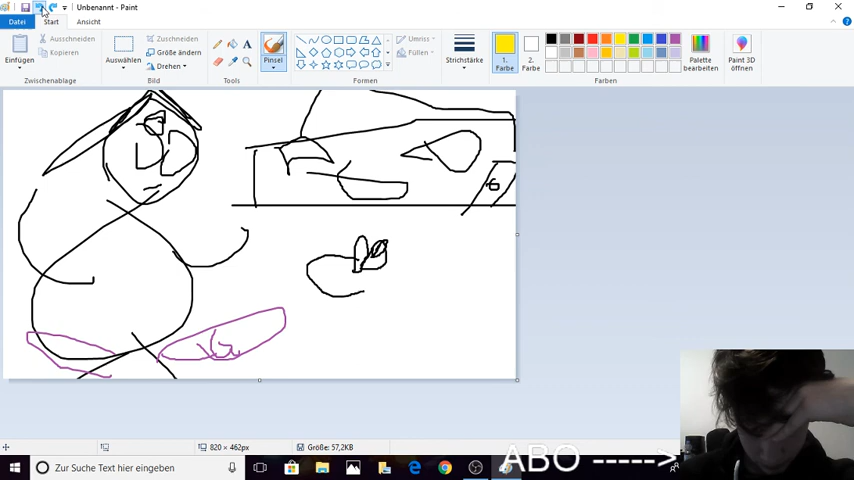 Unbenannt - Paint
Datei
Start
Ansicht
Einfügen
Ausschneiden
Kopieren
Zwischenablage
Auswählen
Zuschneiden
Größe ändern
Drehen
Bild
Tools
Pinsel
Umriss
Füllen
Formen
Strichstärke
1.
Farbe
2.
Farbe
Palette
bearbeiten
Farben
Paint 3D
öffnen
820 × 462px
Größe: 57,2KB
ABO ----->
Zur Suche Text hier eingeben